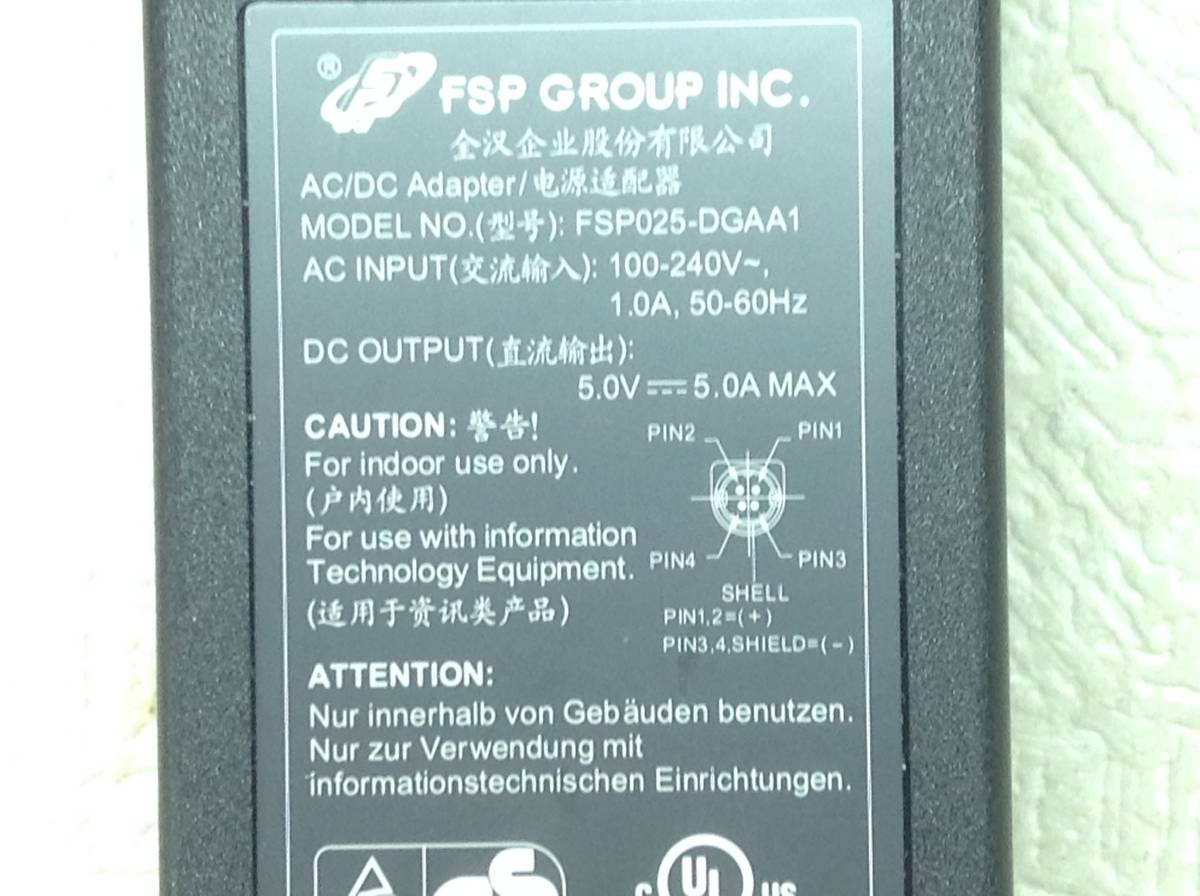 ® FSP GROUP INC.
全汉企业股份有限公司
AC/DC Adapter/电源适配器
MODEL NO.(型号): FSP025-DGAA1
AC INPUT(交流输入): 100-240V~,
1.0A, 50-60Hz
DC OUTPUT(直流输出):
5.0V⎓5.0A MAX
CAUTION: 警告!
For indoor use only.
(户内使用)
For use with information
Technology Equipment.
(适用于资讯类产品)
PIN2 PIN1
PIN4 PIN3
SHELL
PIN1,2=(+)
PIN3,4,SHIELD=(-)
ATTENTION:
Nur innerhalb von Gebäuden benutzen.
Nur zur Verwendung mit
informationstechnischen Einrichtungen.
S
c UL us